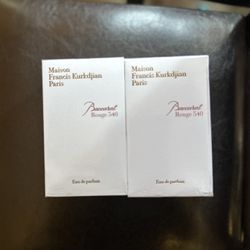 Maison
Francis Kurkdjian
Paris
Baccarat
Rouge 540
Eau de parfum
Maison
Francis Kurkdjian
Paris
Baccarat
Rouge 540
Eau de parfum